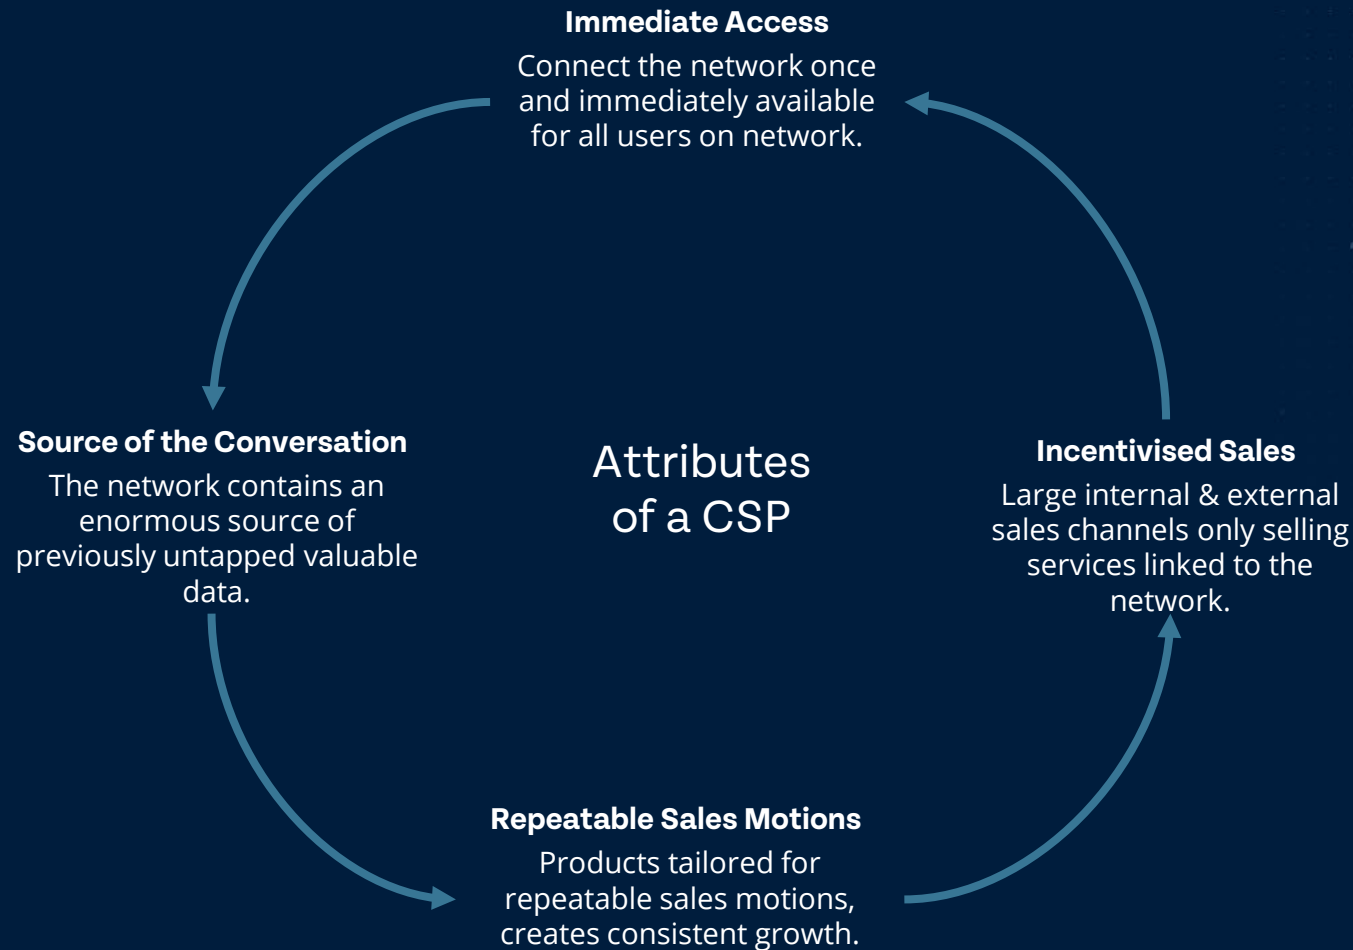 Immediate Access
Connect the network once
and immediately available
for all users on network.
Source of the Conversation
The network contains an
enormous source of
previously untapped valuable
data.
Attributes
of a CSP
Incentivised Sales
Large internal & external
sales channels only selling
services linked to the
network.
Repeatable Sales Motions
Products tailored for
repeatable sales motions,
creates consistent growth.